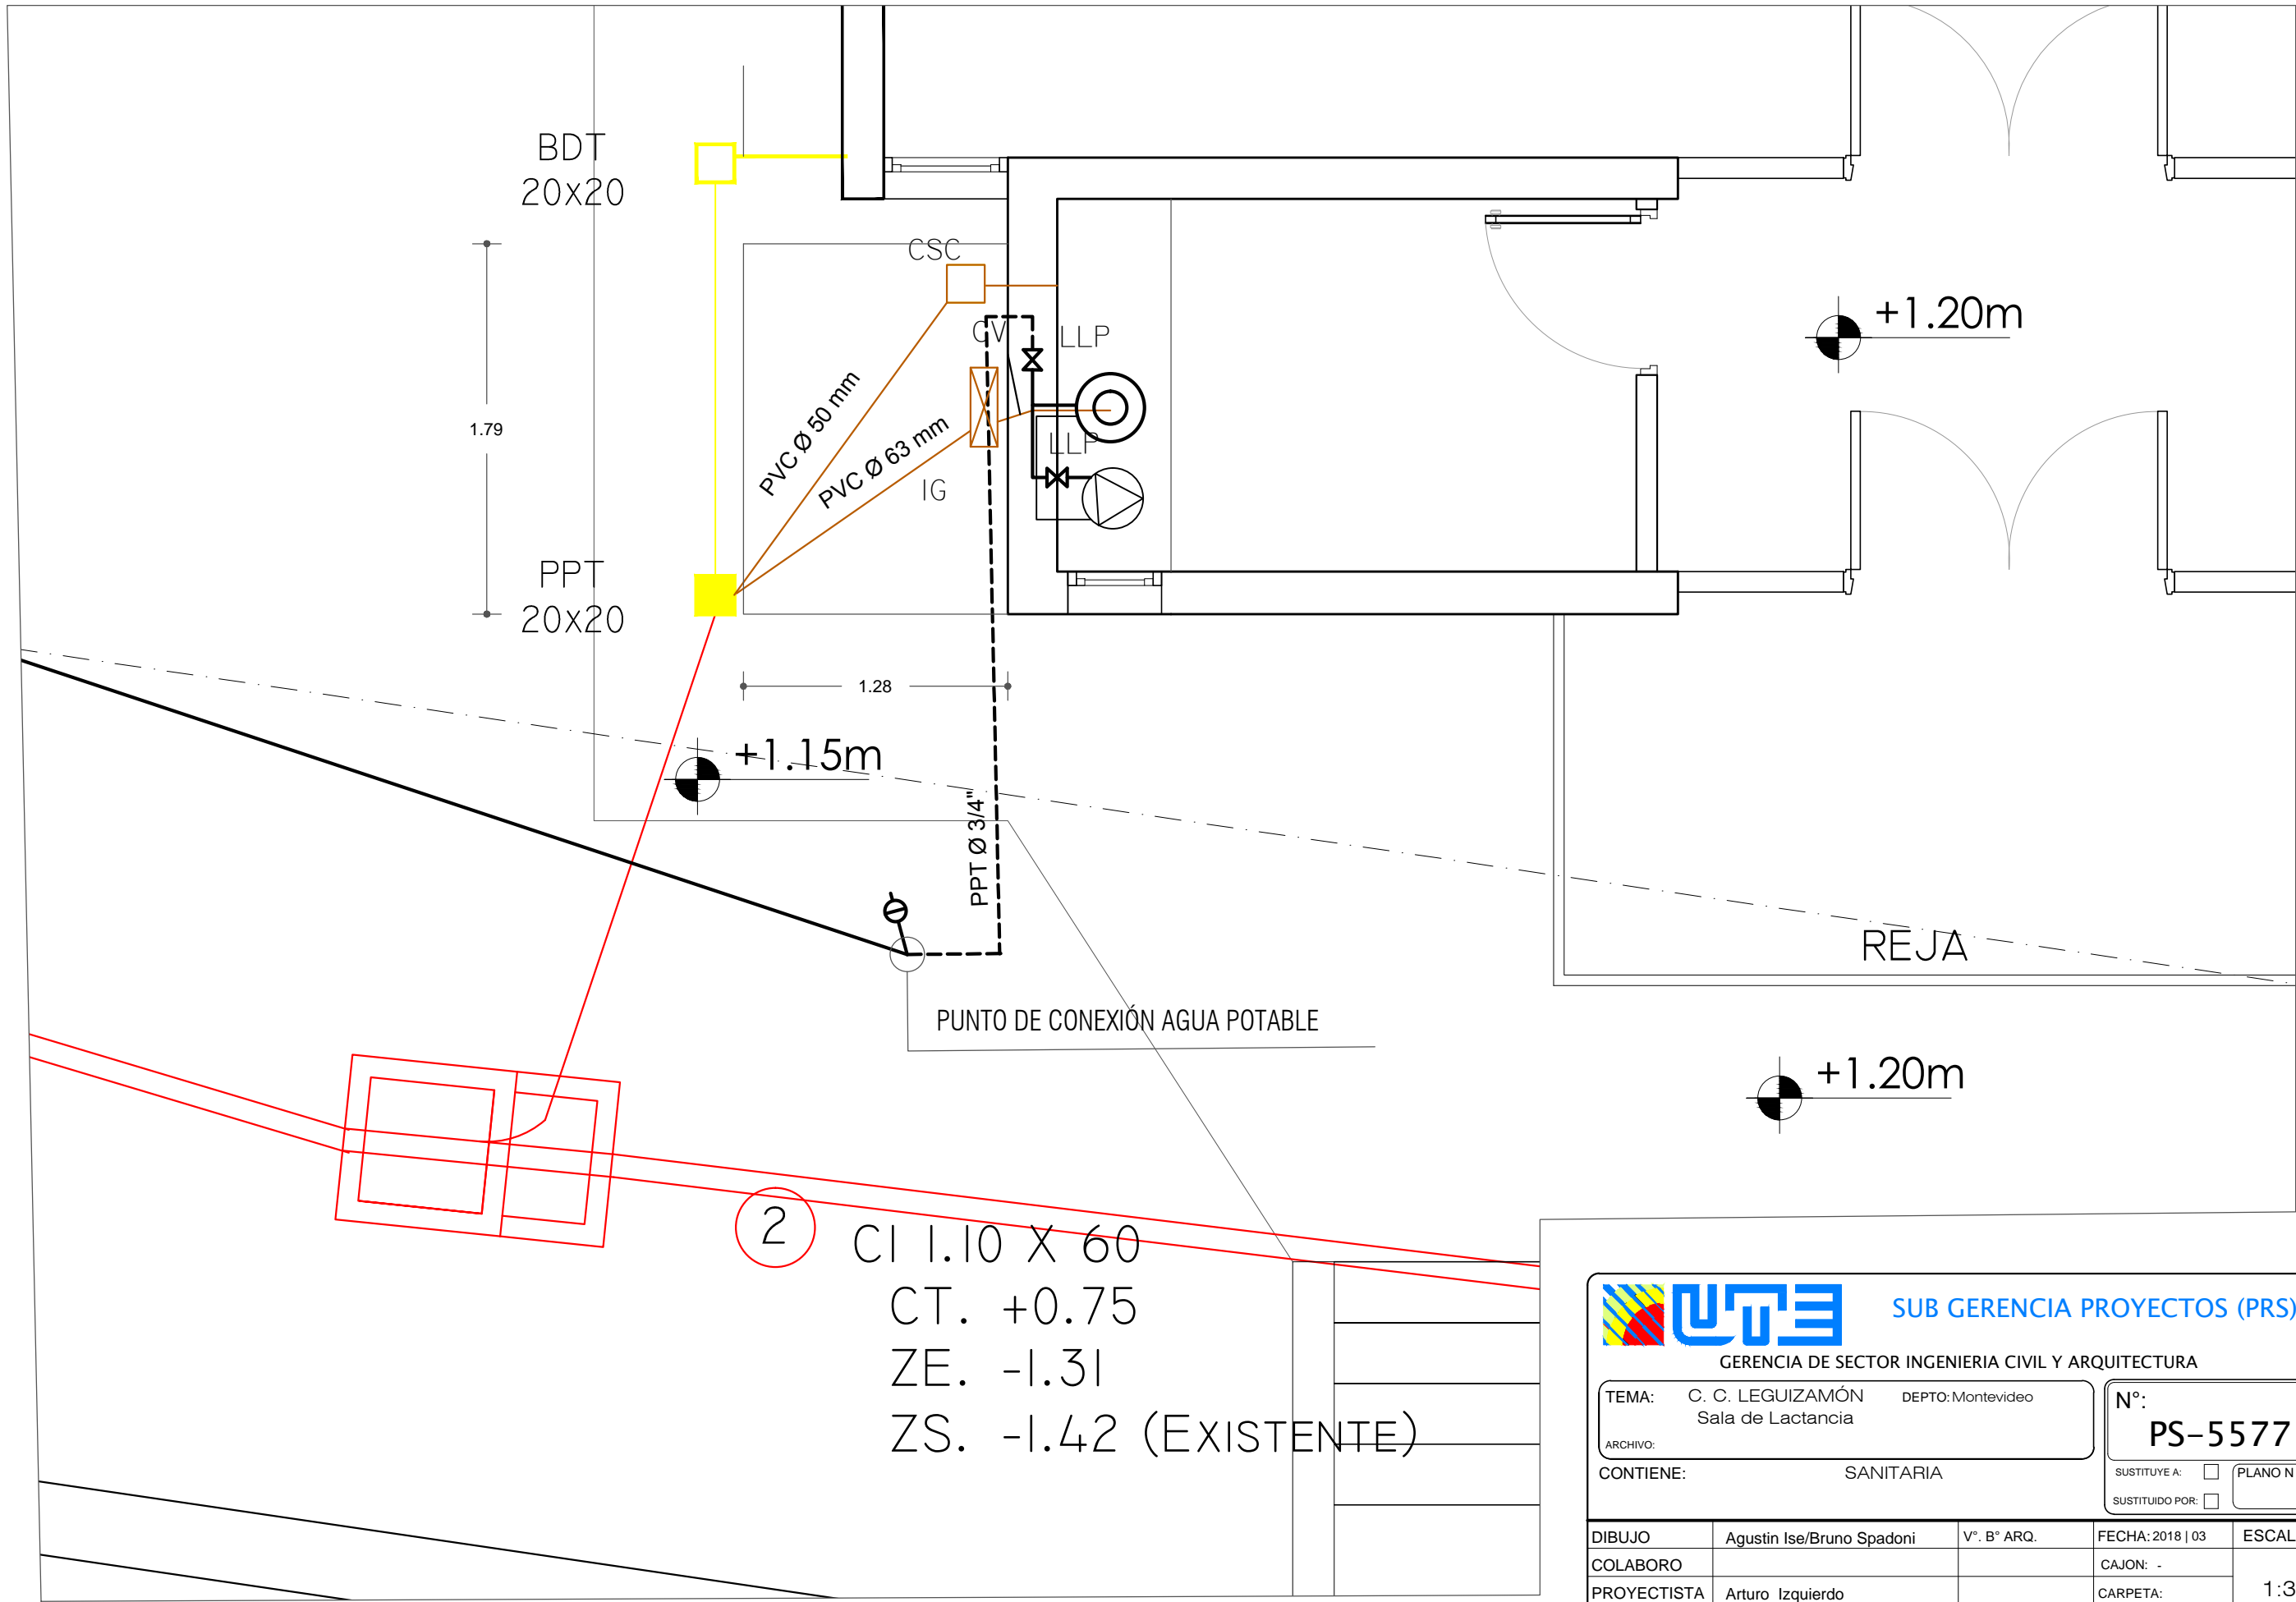 BDT
20x20
CSC
CV
LLP
+1.20m
PVC Ø 50 mm
1.79
PVC Ø 63 mm
LLP
IG
PPT
20x20
1.28
+1.15m
PPT Ø 3/4"
REJA
PUNTO DE CONEXIÓN AGUA POTABLE
+1.20m
2
CI 1.10 X 60
CT. +0.75
ZE. -1.31
ZS. -1.42 (EXISTENTE)
UTE
SUB GERENCIA PROYECTOS (PRS)
GERENCIA DE SECTOR INGENIERIA CIVIL Y ARQUITECTURA
TEMA: C. C. LEGUIZAMÓN DEPTO: Montevideo
Sala de Lactancia
ARCHIVO:
N°:
PS-5577
CONTIENE: SANITARIA
SUSTITUYE A: PLANO N
SUSTITUIDO POR:
DIBUJO Agustin Ise/Bruno Spadoni V°. B° ARQ. FECHA: 2018 | 03 ESCAL
COLABORO CAJON: -
PROYECTISTA Arturo Izquierdo CARPETA: 1:3